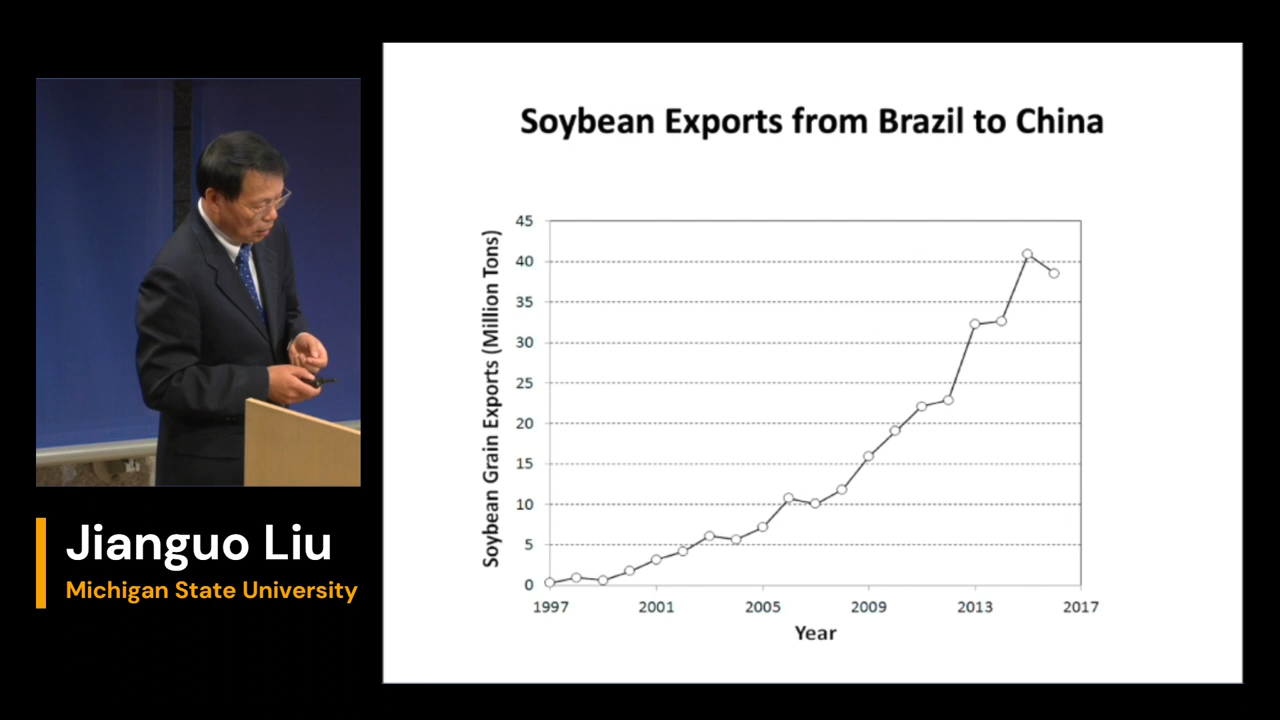 Soybean Exports from Brazil to China
Soybean Grain Exports (Million Tons)
45
40
35
30
25
20
15
10
5
0
1997 2001 2005 2009 2013 2017
Year
Jianguo Liu
Michigan State University